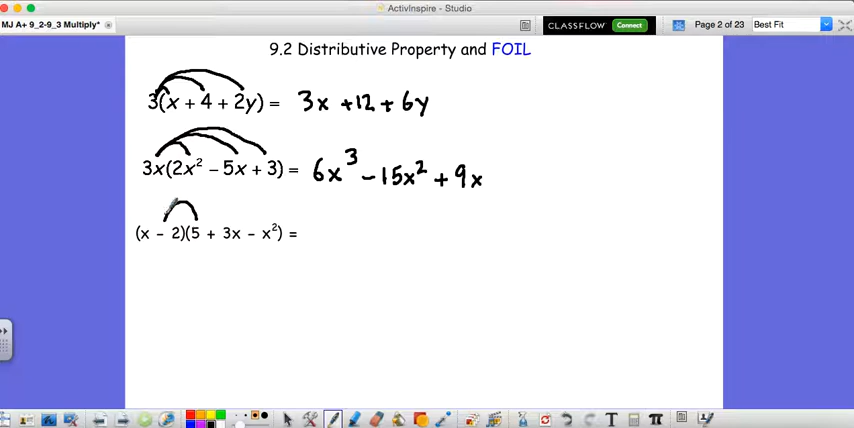 ActivInspire - Studio
MJ A+ 9_2-9_3 Multiply*
CLASSFLOW Connect
Page 2 of 23
Best Fit
9.2 Distributive Property and FOIL
3(x + 4 + 2y) = 3x + 12 + 6y
3x(2x² - 5x + 3) = 6x³ - 15x² + 9x
(x - 2)(5 + 3x - x²) =